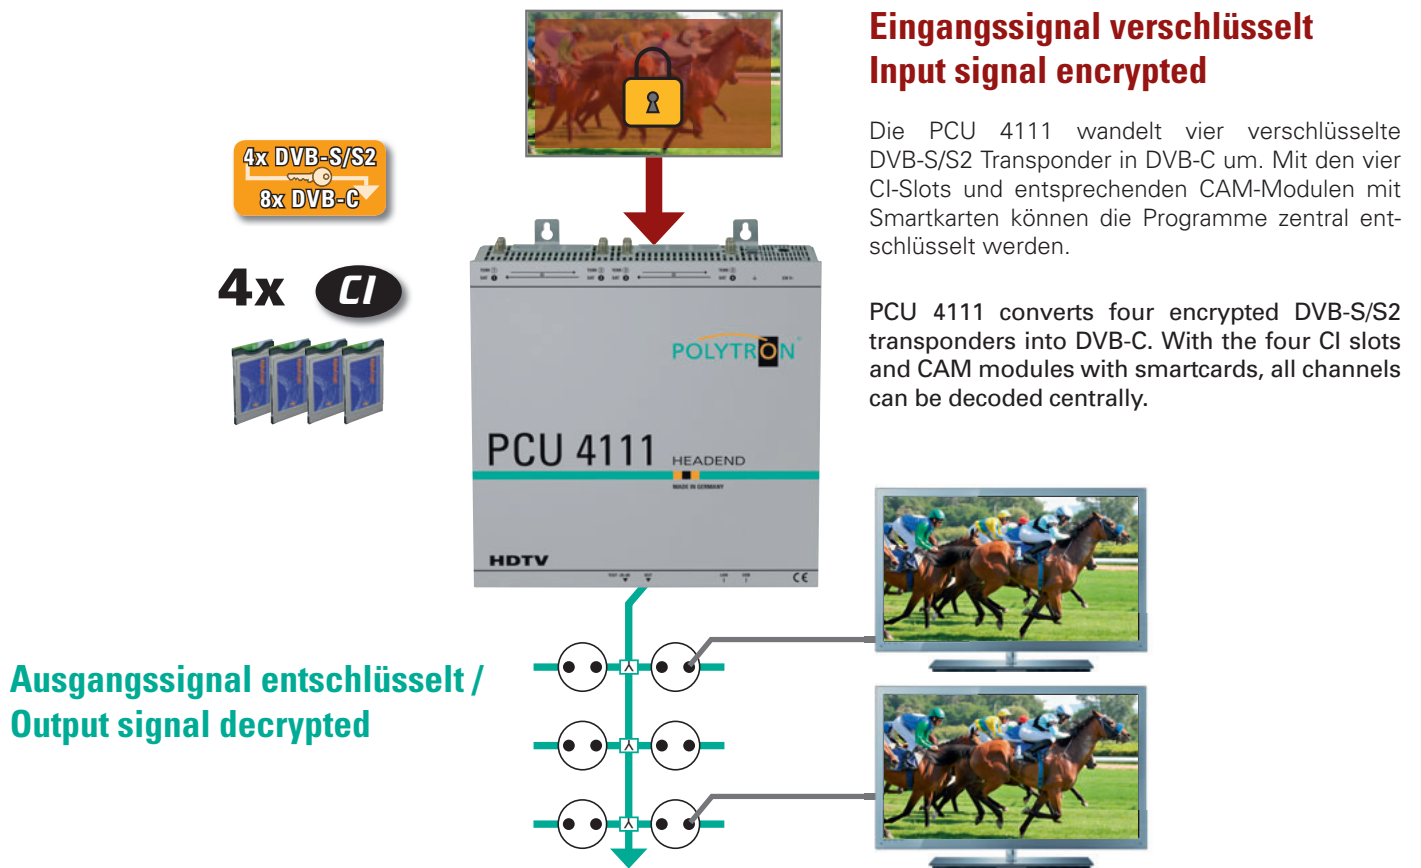 Eingangssignal verschlüsselt
Input signal encrypted
Die PCU 4111 wandelt vier verschlüsselte
DVB-S/S2 Transponder in DVB-C um. Mit den vier
CI-Slots und entsprechenden CAM-Modulen mit
Smartkarten können die Programme zentral ent-
schlüsselt werden.
PCU 4111 converts four encrypted DVB-S/S2
transponders into DVB-C. With the four CI slots
and CAM modules with smartcards, all channels
can be decoded centrally.
4x DVB-S/S2
8x DVB-C
4x CI
POLYTRON
PCU 4111 HEADEND
MADE IN GERMANY
HDTV
CE
Ausgangssignal entschlüsselt /
Output signal decrypted